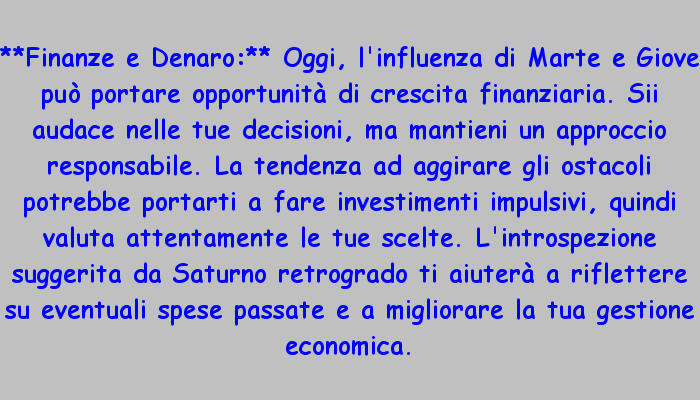 **Finanze e Denaro:** Oggi, l'influenza di Marte e Giove
può portare opportunità di crescita finanziaria. Sii
audace nelle tue decisioni, ma mantieni un approccio
responsabile. La tendenza ad aggirare gli ostacoli
potrebbe portarti a fare investimenti impulsivi, quindi
valuta attentamente le tue scelte. L'introspezione
suggerita da Saturno retrogrado ti aiuterà a riflettere
su eventuali spese passate e a migliorare la tua gestione
economica.